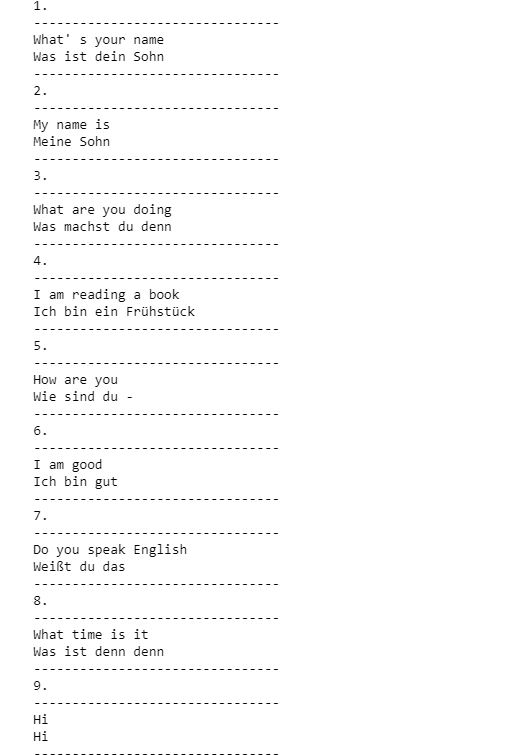 1.
--------------------------------
What' s your name
Was ist dein Sohn
--------------------------------
2.
--------------------------------
My name is
Meine Sohn
--------------------------------
3.
--------------------------------
What are you doing
Was machst du denn
--------------------------------
4.
--------------------------------
I am reading a book
Ich bin ein Frühstück
--------------------------------
5.
--------------------------------
How are you
Wie sind du -
--------------------------------
6.
--------------------------------
I am good
Ich bin gut
--------------------------------
7.
--------------------------------
Do you speak English
Weißt du das
--------------------------------
8.
--------------------------------
What time is it
Was ist denn denn
--------------------------------
9.
--------------------------------
Hi
Hi
--------------------------------